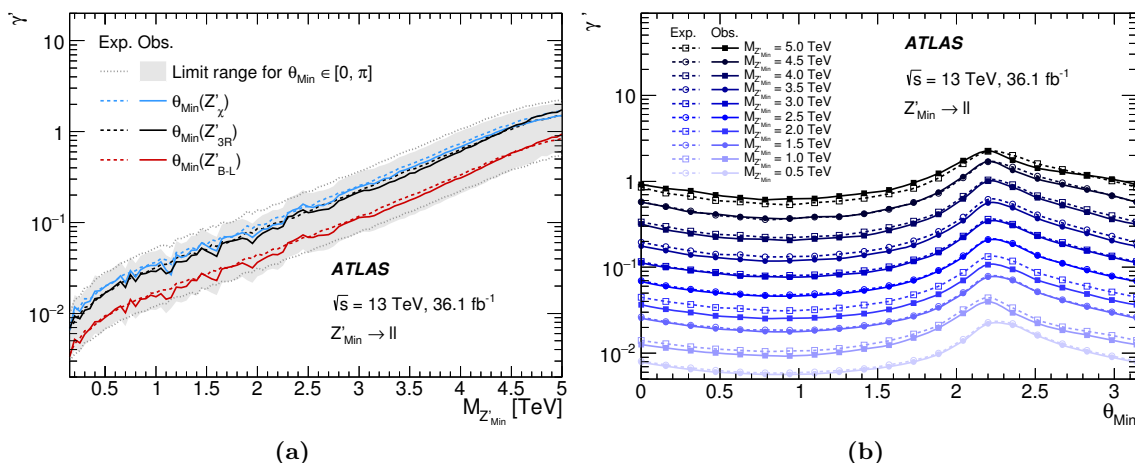 γ'
10
1
10⁻¹
10⁻²
Exp. Obs.
Limit range for θ_Min ∈ [0, π]
θ_Min(Z'_χ)
θ_Min(Z'_3R)
θ_Min(Z'_B-L)
ATLAS
√s = 13 TeV, 36.1 fb⁻¹
Z'_Min → ll
0.5 1 1.5 2 2.5 3 3.5 4 4.5 5
M_Z'_Min [TeV]
(a)
γ'
10
1
10⁻¹
10⁻²
Exp. Obs.
M_Z'_Min = 5.0 TeV
M_Z'_Min = 4.5 TeV
M_Z'_Min = 4.0 TeV
M_Z'_Min = 3.5 TeV
M_Z'_Min = 3.0 TeV
M_Z'_Min = 2.5 TeV
M_Z'_Min = 2.0 TeV
M_Z'_Min = 1.5 TeV
M_Z'_Min = 1.0 TeV
M_Z'_Min = 0.5 TeV
ATLAS
√s = 13 TeV, 36.1 fb⁻¹
Z'_Min → ll
0 0.5 1 1.5 2 2.5 3
θ_Min
(b)